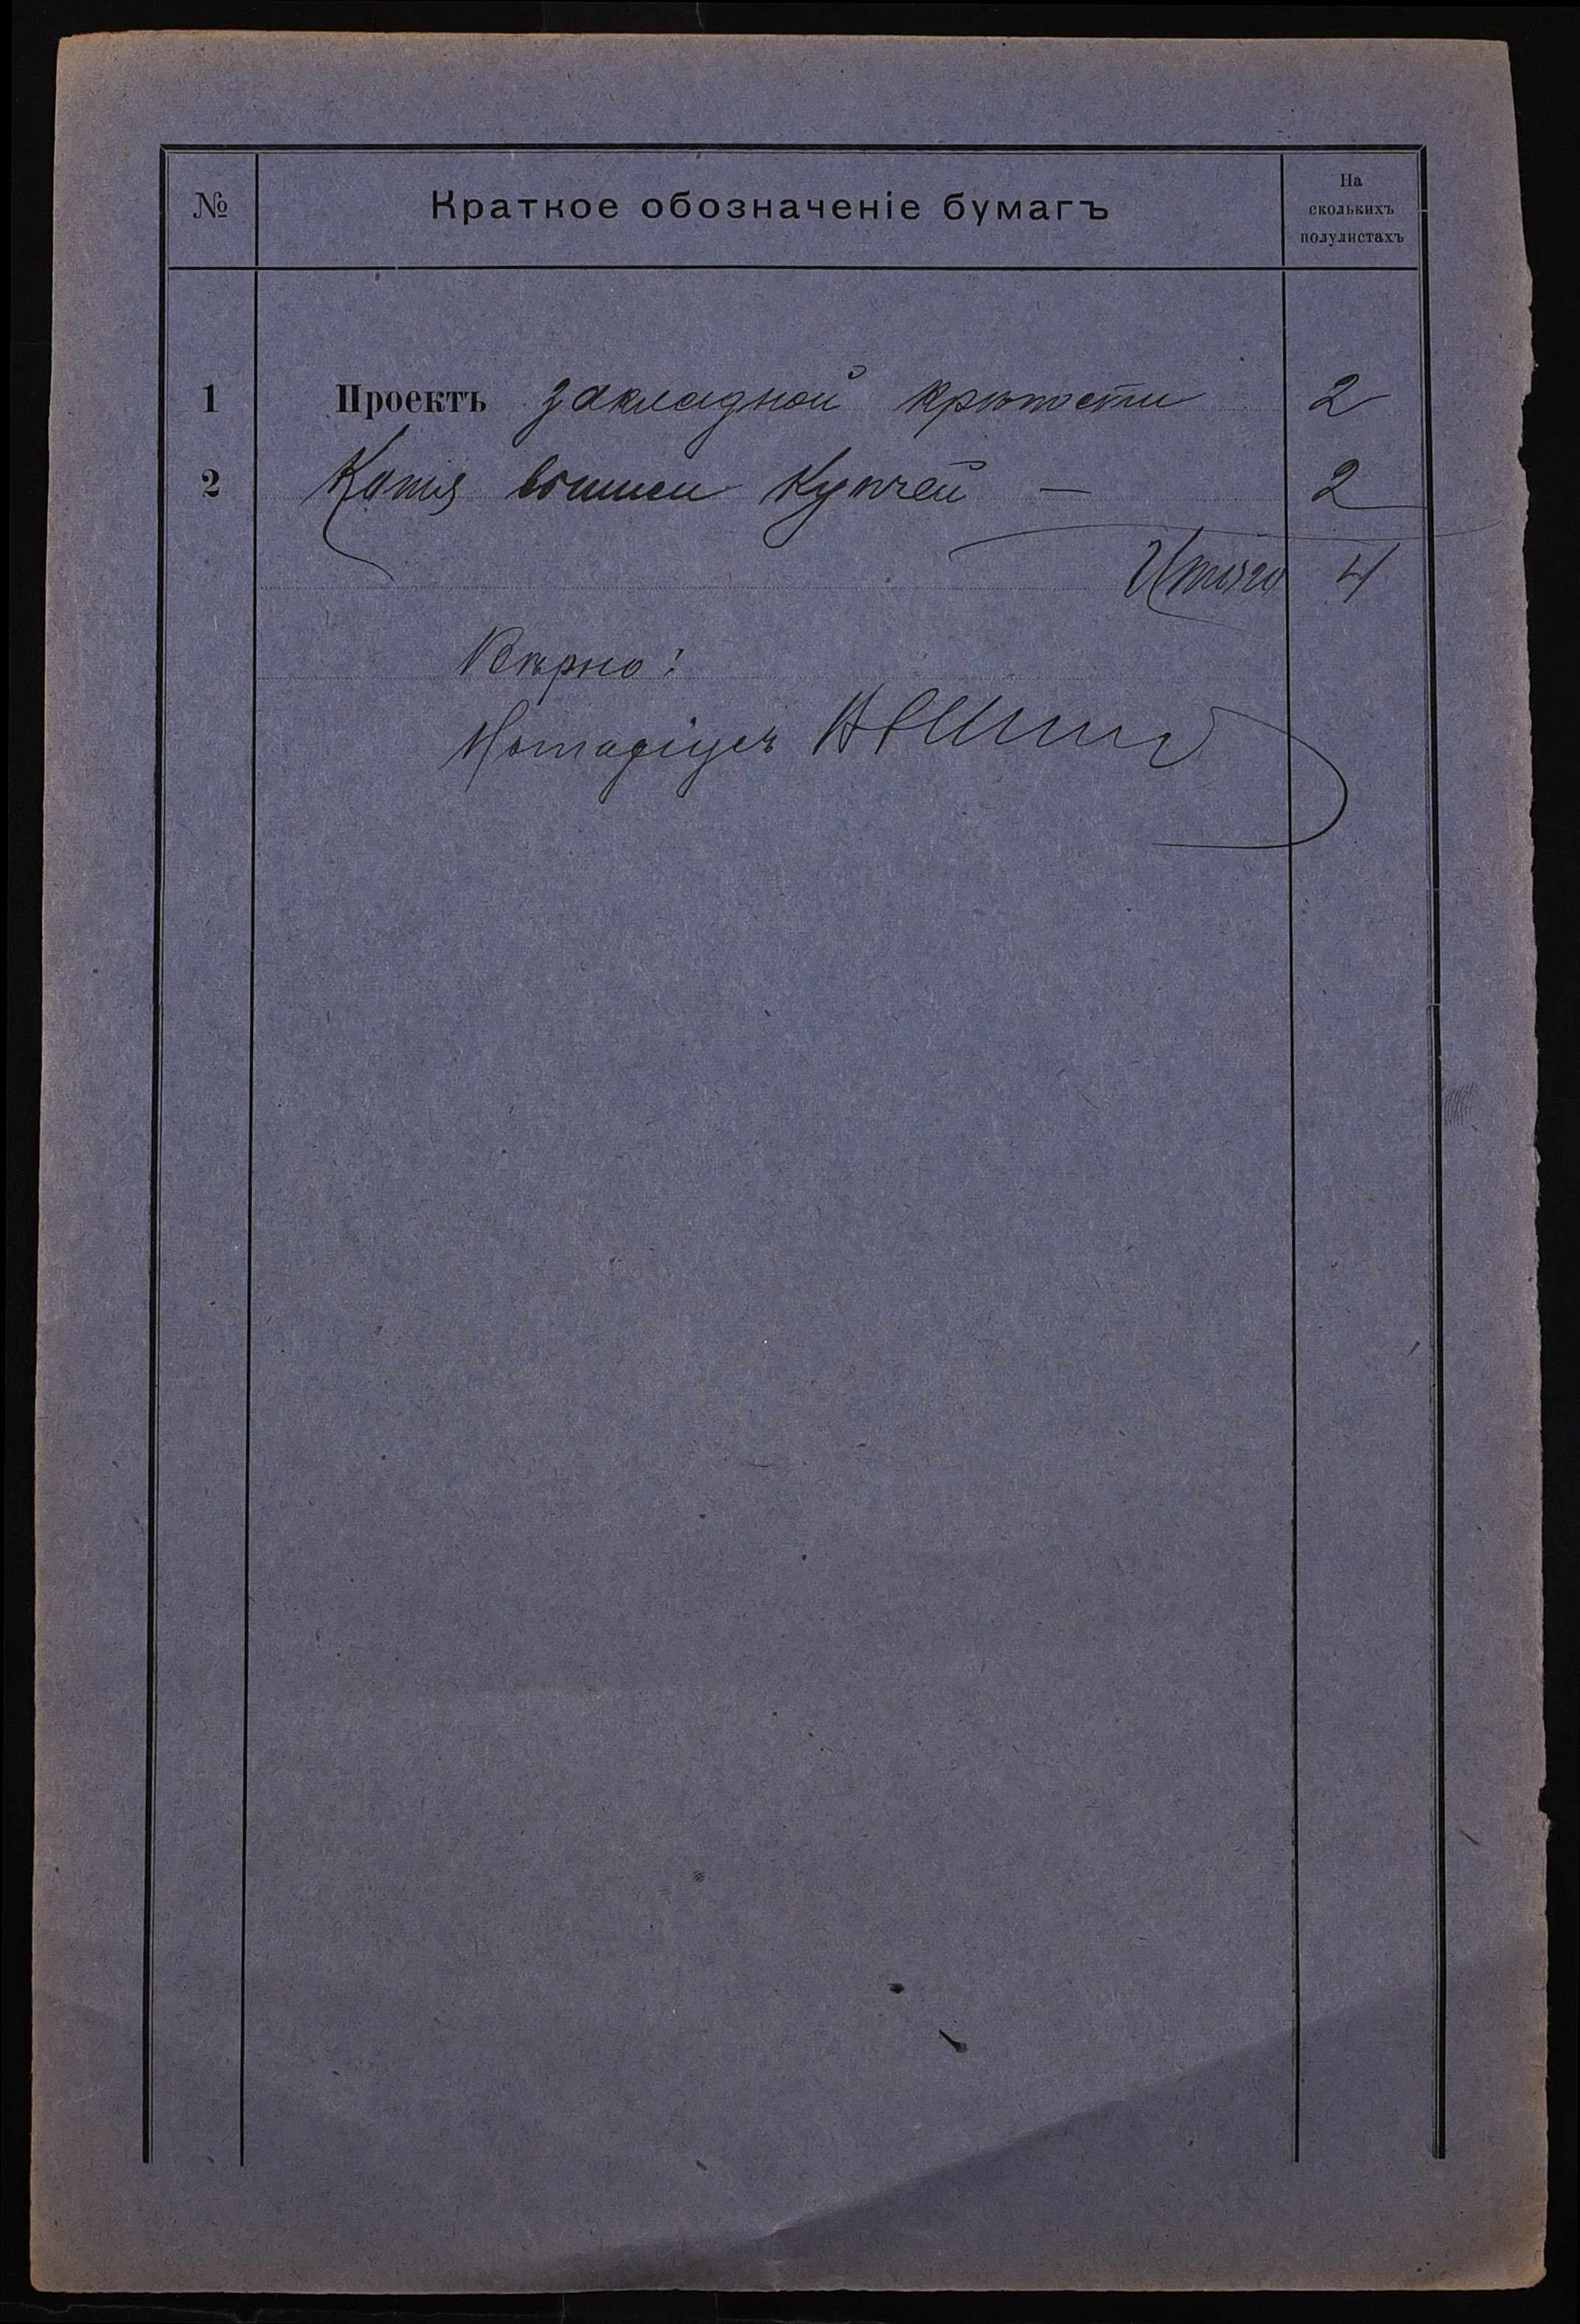 № Краткое обозначеніе бумагъ На
сколькихъ
полулистахъ
1 Проектъ закладной крѣпости 2
2 Копія выписи купчей — 2
Итого 4
Вѣрно:
Нотаріусъ